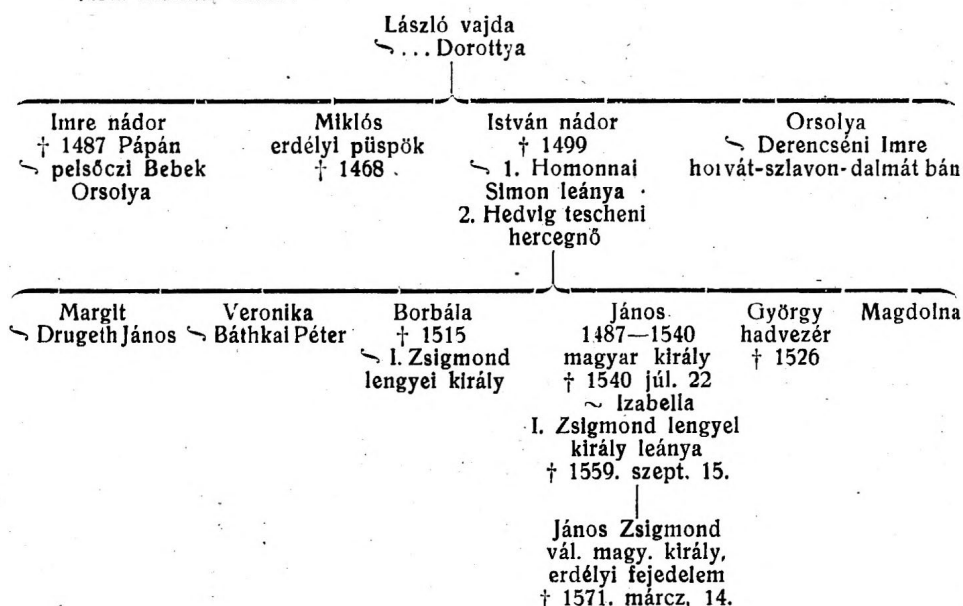 László vajda
~ ... Dorottya
Imre nádor
† 1487 Pápán
~ pelsőczi Bebek
Orsolya
Miklós
erdélyi püspök
† 1468.
István nádor
† 1499
~ 1. Homonnai
Simon leánya
2. Hedvig tescheni
hercegnő
Orsolya
~ Derencséni Imre
horvát-szlavon-dalmát bán
Margit
~ Drugeth János
Veronika
~ Báthkai Péter
Borbála
† 1515
~ I. Zsigmond
lengyei király
János
1487—1540
magyar király
† 1540 júl. 22
~ Izabella
I. Zsigmond lengyel
király leánya
† 1559. szept. 15.
György
hadvezér
† 1526
Magdolna
János Zsigmond
vál. magy. király,
erdélyi fejedelem
† 1571. márcz. 14.